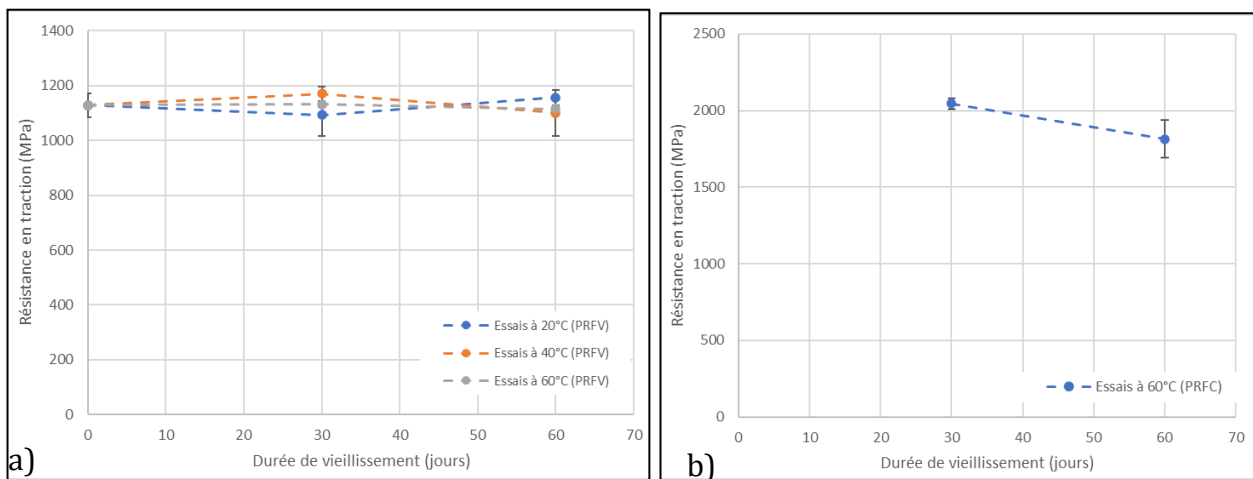 1400
1200
1000
800
600
400
200
0
0 10 20 30 40 50 60 70
Résistance en traction (MPa)
Durée de vieillissement (jours)
Essais à 20°C (PRFV)
Essais à 40°C (PRFV)
Essais à 60°C (PRFV)
a)
2500
2000
1500
1000
500
0
0 10 20 30 40 50 60 70
Résistance en traction (MPa)
Durée de vieillissement (jours)
Essais à 60°C (PRFC)
b)